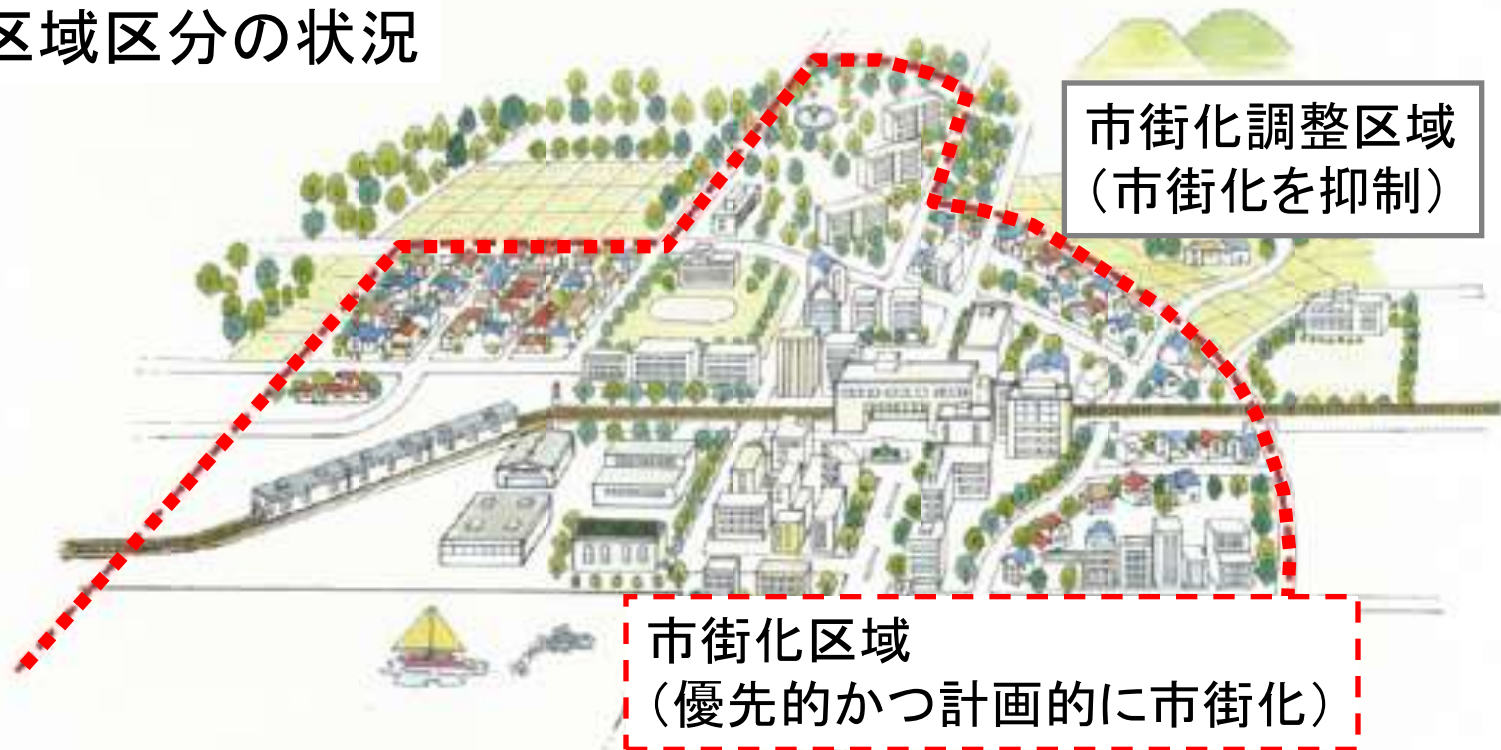 区域区分の状況
市街化調整区域
（市街化を抑制）
市街化区域
（優先的かつ計画的に市街化）